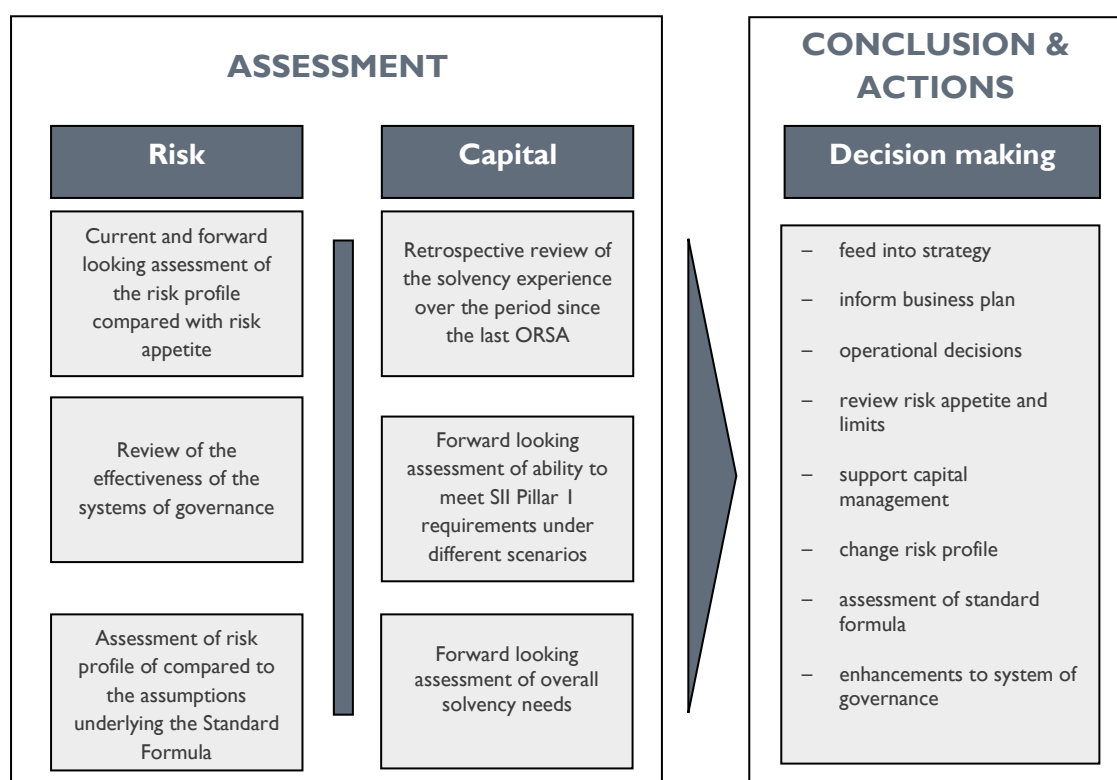 ASSESSMENT
Risk
Current and forward
looking assessment of
the risk profile
compared with risk
appetite
Review of the
effectiveness of the
systems of governance
Assessment of risk
profile of compared to
the assumptions
underlying the Standard
Formula
Capital
Retrospective review of
the solvency experience
over the period since
the last ORSA
Forward looking
assessment of ability to
meet SII Pillar 1
requirements under
different scenarios
Forward looking
assessment of overall
solvency needs
CONCLUSION &
ACTIONS
Decision making
– feed into strategy
– inform business plan
– operational decisions
– review risk appetite and
limits
– support capital
management
– change risk profile
– assessment of standard
formula
– enhancements to system of
governance